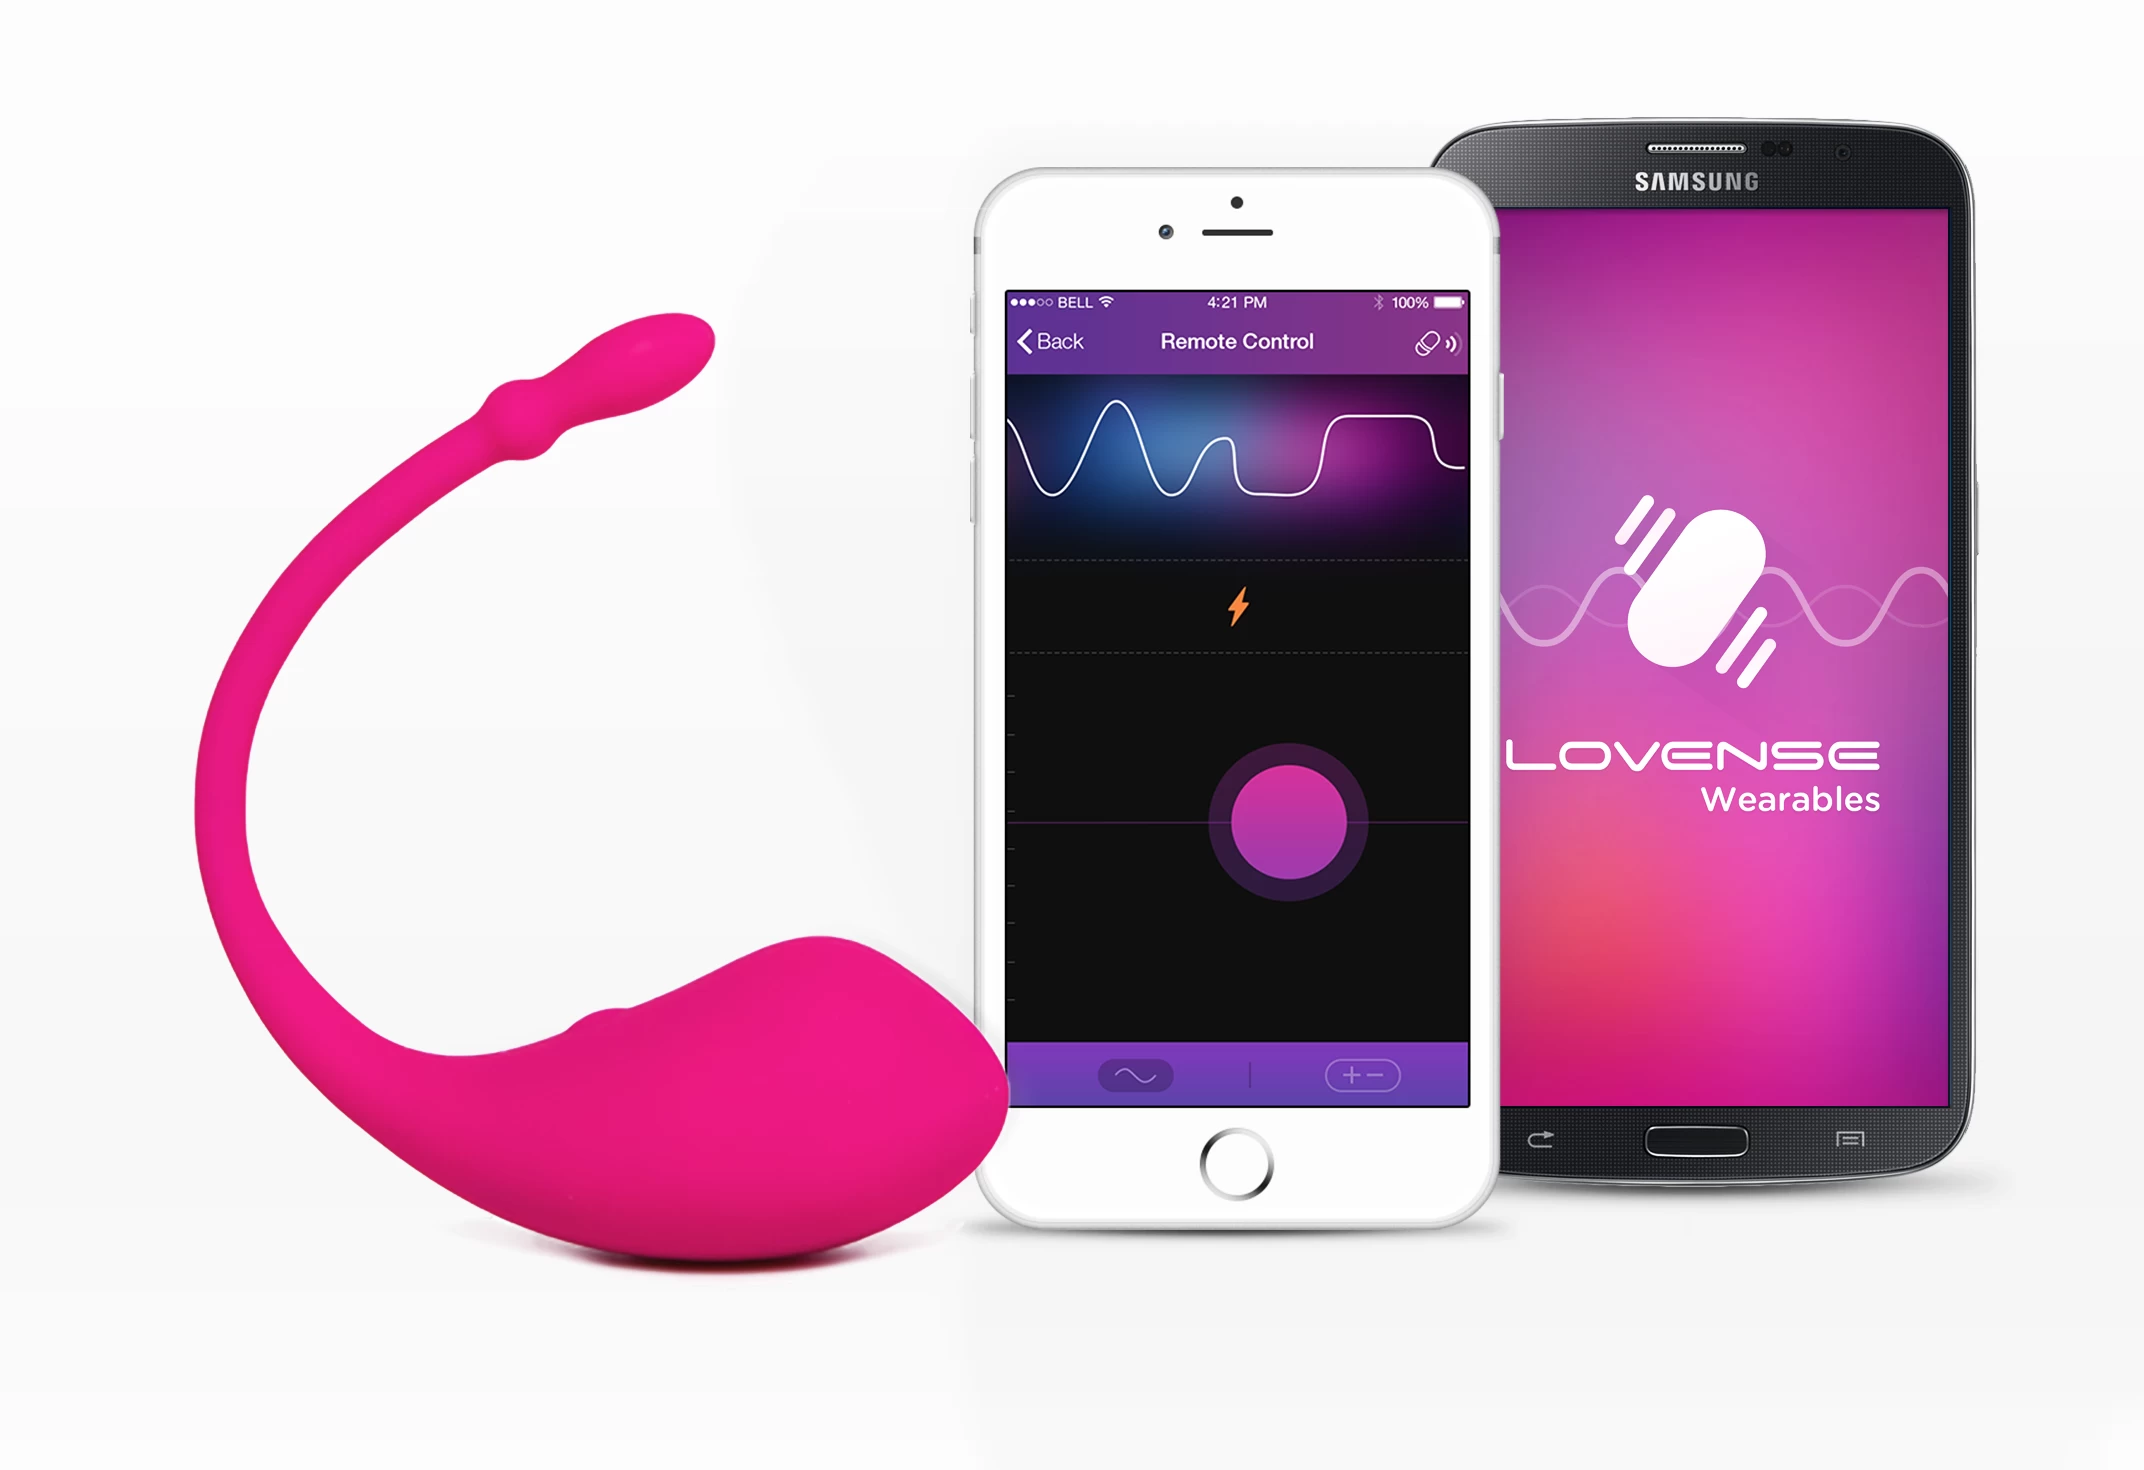 BELL
4:21 PM
100%
Back
Remote Control
SAMSUNG
LOVENSE
Wearables